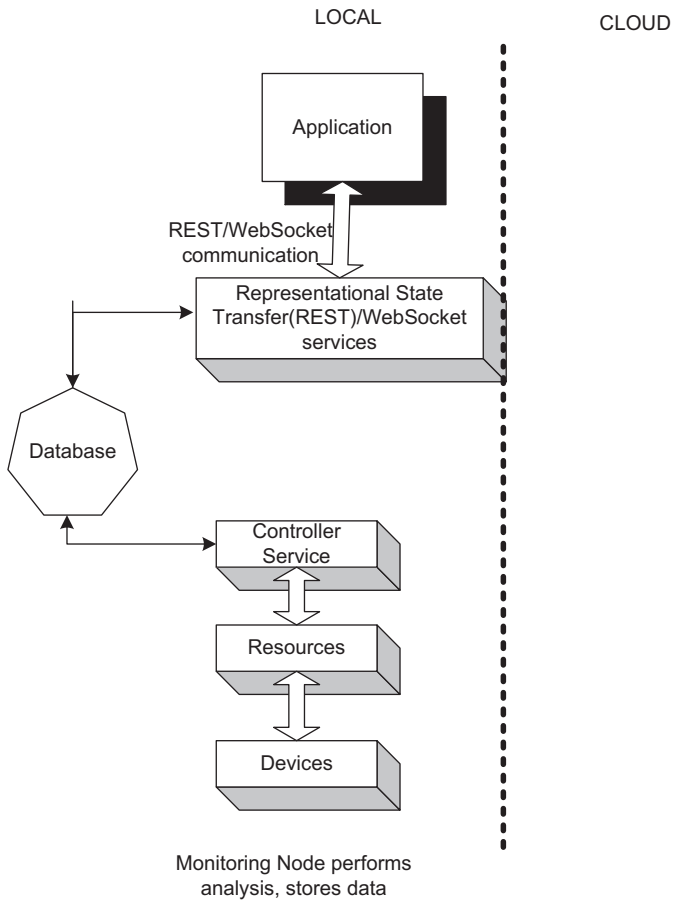 LOCAL
CLOUD
Application
REST/WebSocket
communication
Representational State
Transfer(REST)/WebSocket
services
Database
Controller
Service
Resources
Devices
Monitoring Node performs
analysis, stores data